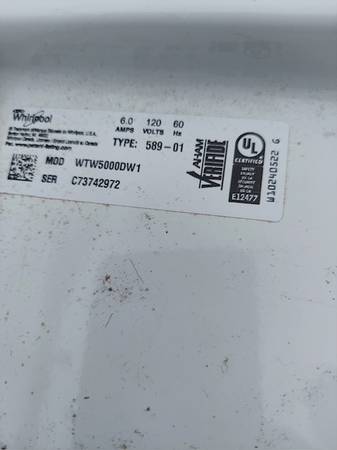 Whirlpool
6.0 120 60
AMPS VOLTS Hz
TYPE: 589-01
MOD WTW5000DW1
SER C73742972
AHAM
VERIFIDE
UL
CERTIFIED
SAFETY
E12477
W10240522 G